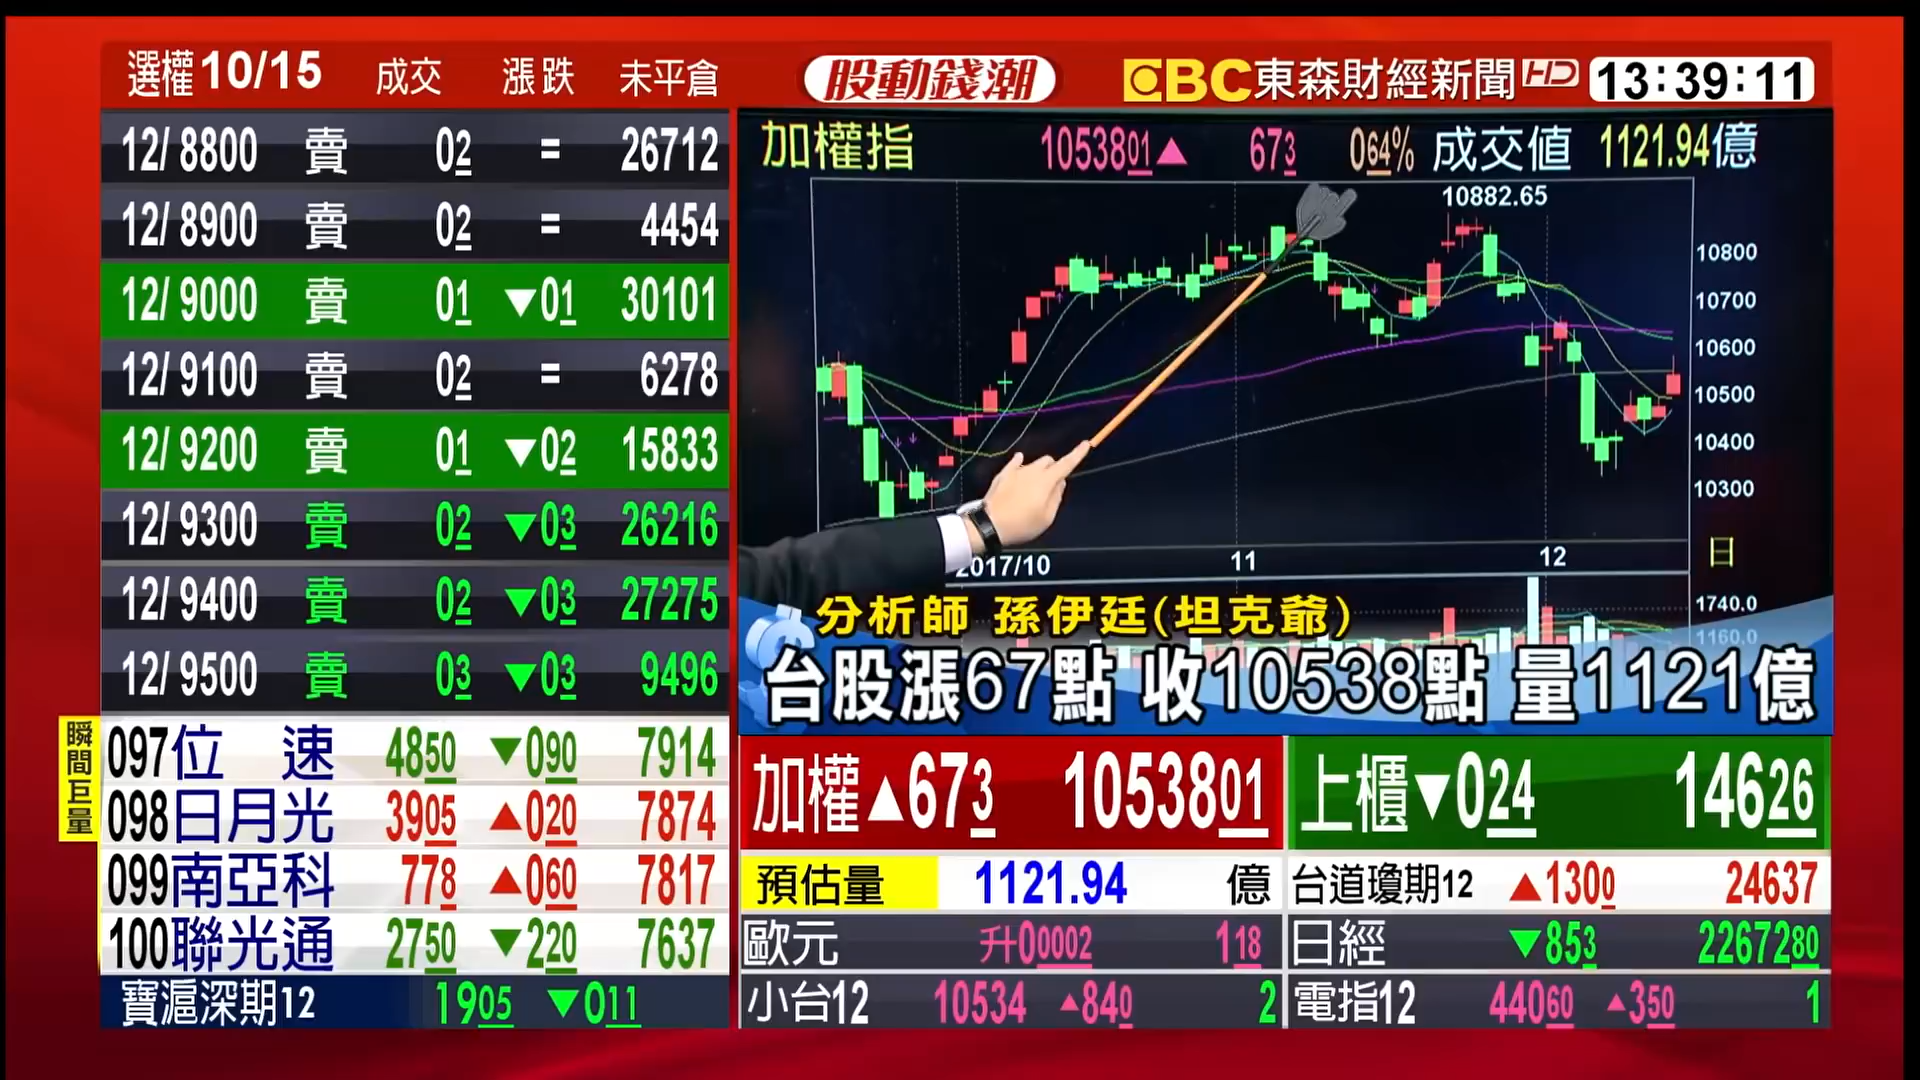 選權10/15 成交 漲跌 未平倉
股動錢潮
EBC東森財經新聞HD 13:39:11
12/ 8800 賣 02 = 26712
12/ 8900 賣 02 = 4454
12/ 9000 賣 01 ▼01 30101
12/ 9100 賣 02 = 6278
12/ 9200 賣 01 ▼02 15833
12/ 9300 賣 02 ▼03 26216
12/ 9400 賣 02 ▼03 27275
12/ 9500 賣 03 ▼03 9496
瞬間巨量
097位速 4850 ▼090 7914
098日月光 3905 ▲020 7874
099南亞科 778 ▲060 7817
100聯光通 2750 ▼220 7637
寶滬深期12 1905 ▼011
加權指 1053801▲ 673 064% 成交值 1121.94億
10882.65
10800
10700
10600
10500
10400
10300
2017/10 11 12 日
1740.0
1160.0
分析師 孫伊廷(坦克爺)
台股漲67點 收10538點 量1121億
加權▲673 1053801
上櫃▼024 14626
預估量 1121.94 億
台道瓊期12 ▲1300 24637
歐元 升00002 118
日經 ▼853 2267280
小台12 10534 ▲840 2
電指12 44060 ▲350 1